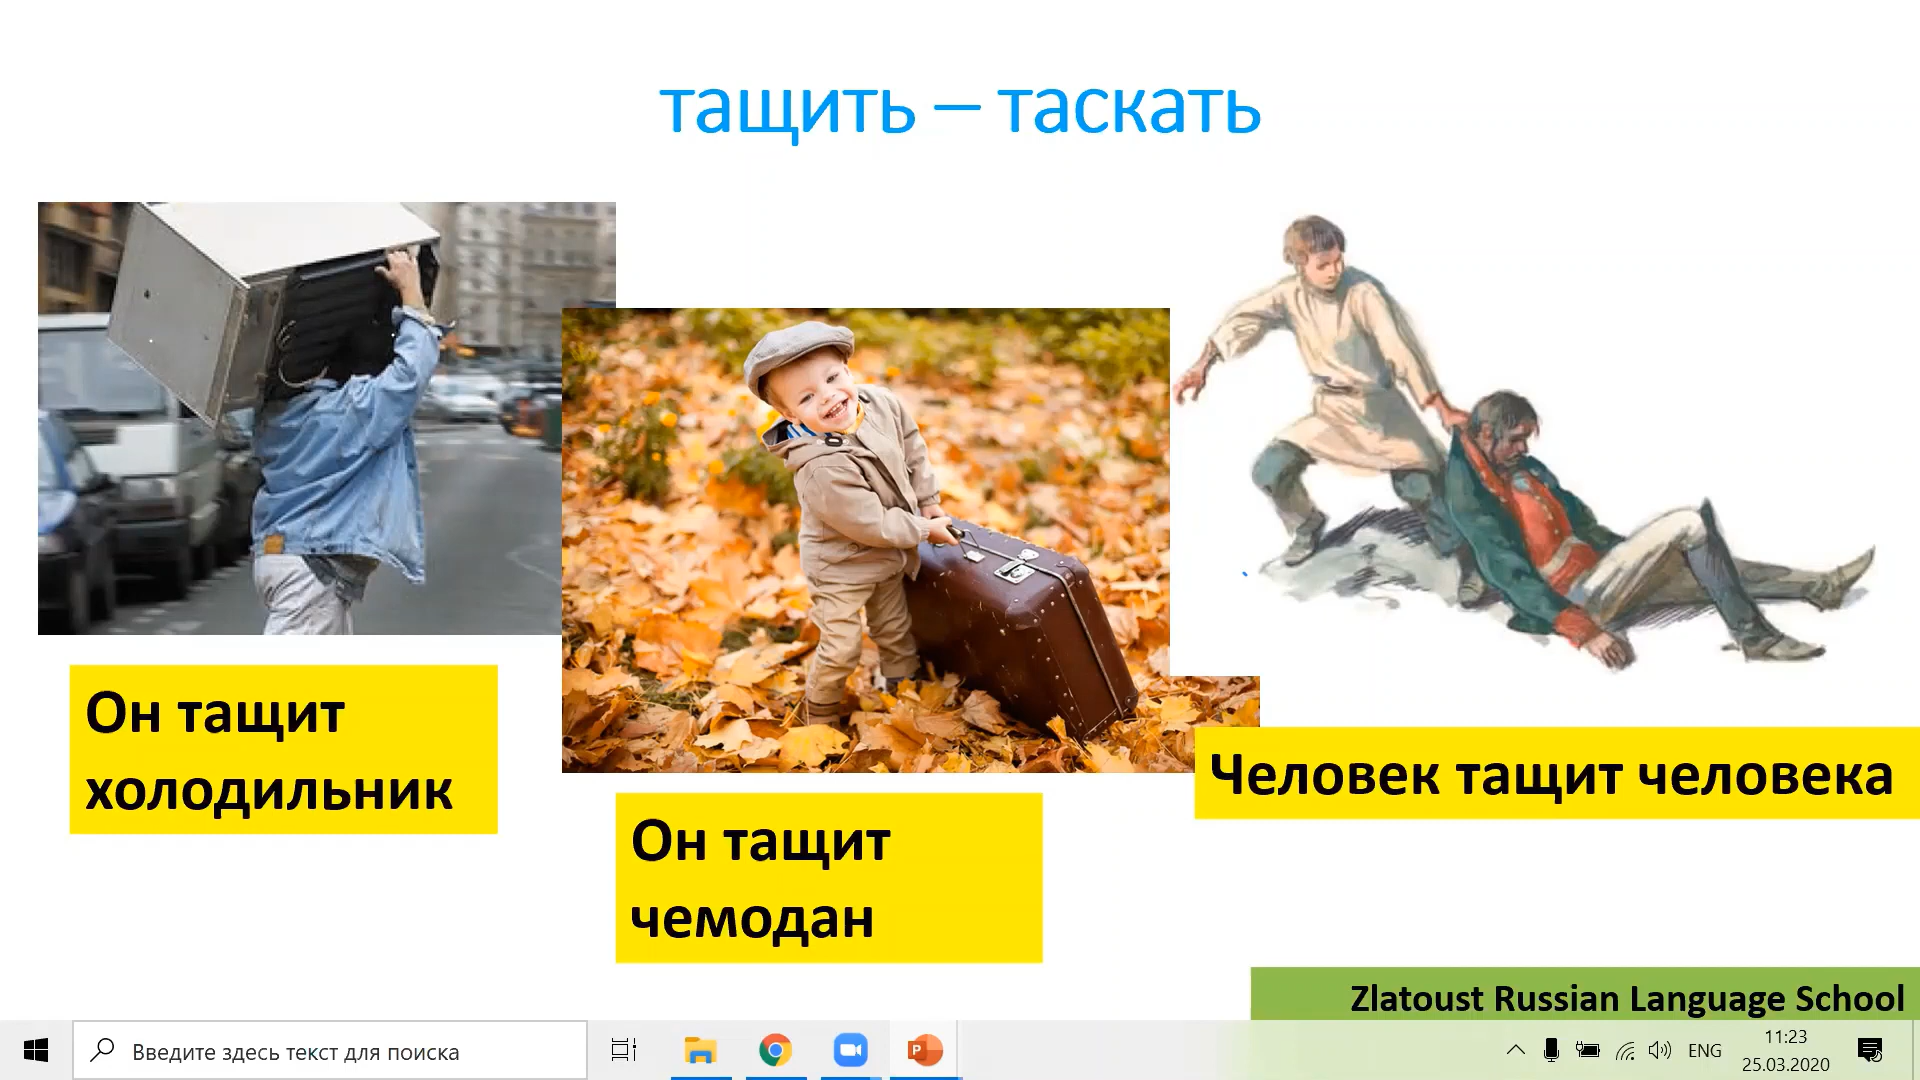 тащить – таскать
Он тащит
холодильник
Он тащит
чемодан
Человек тащит человека
Zlatoust Russian Language School
Введите здесь текст для поиска
P
ENG
11:23
25.03.2020